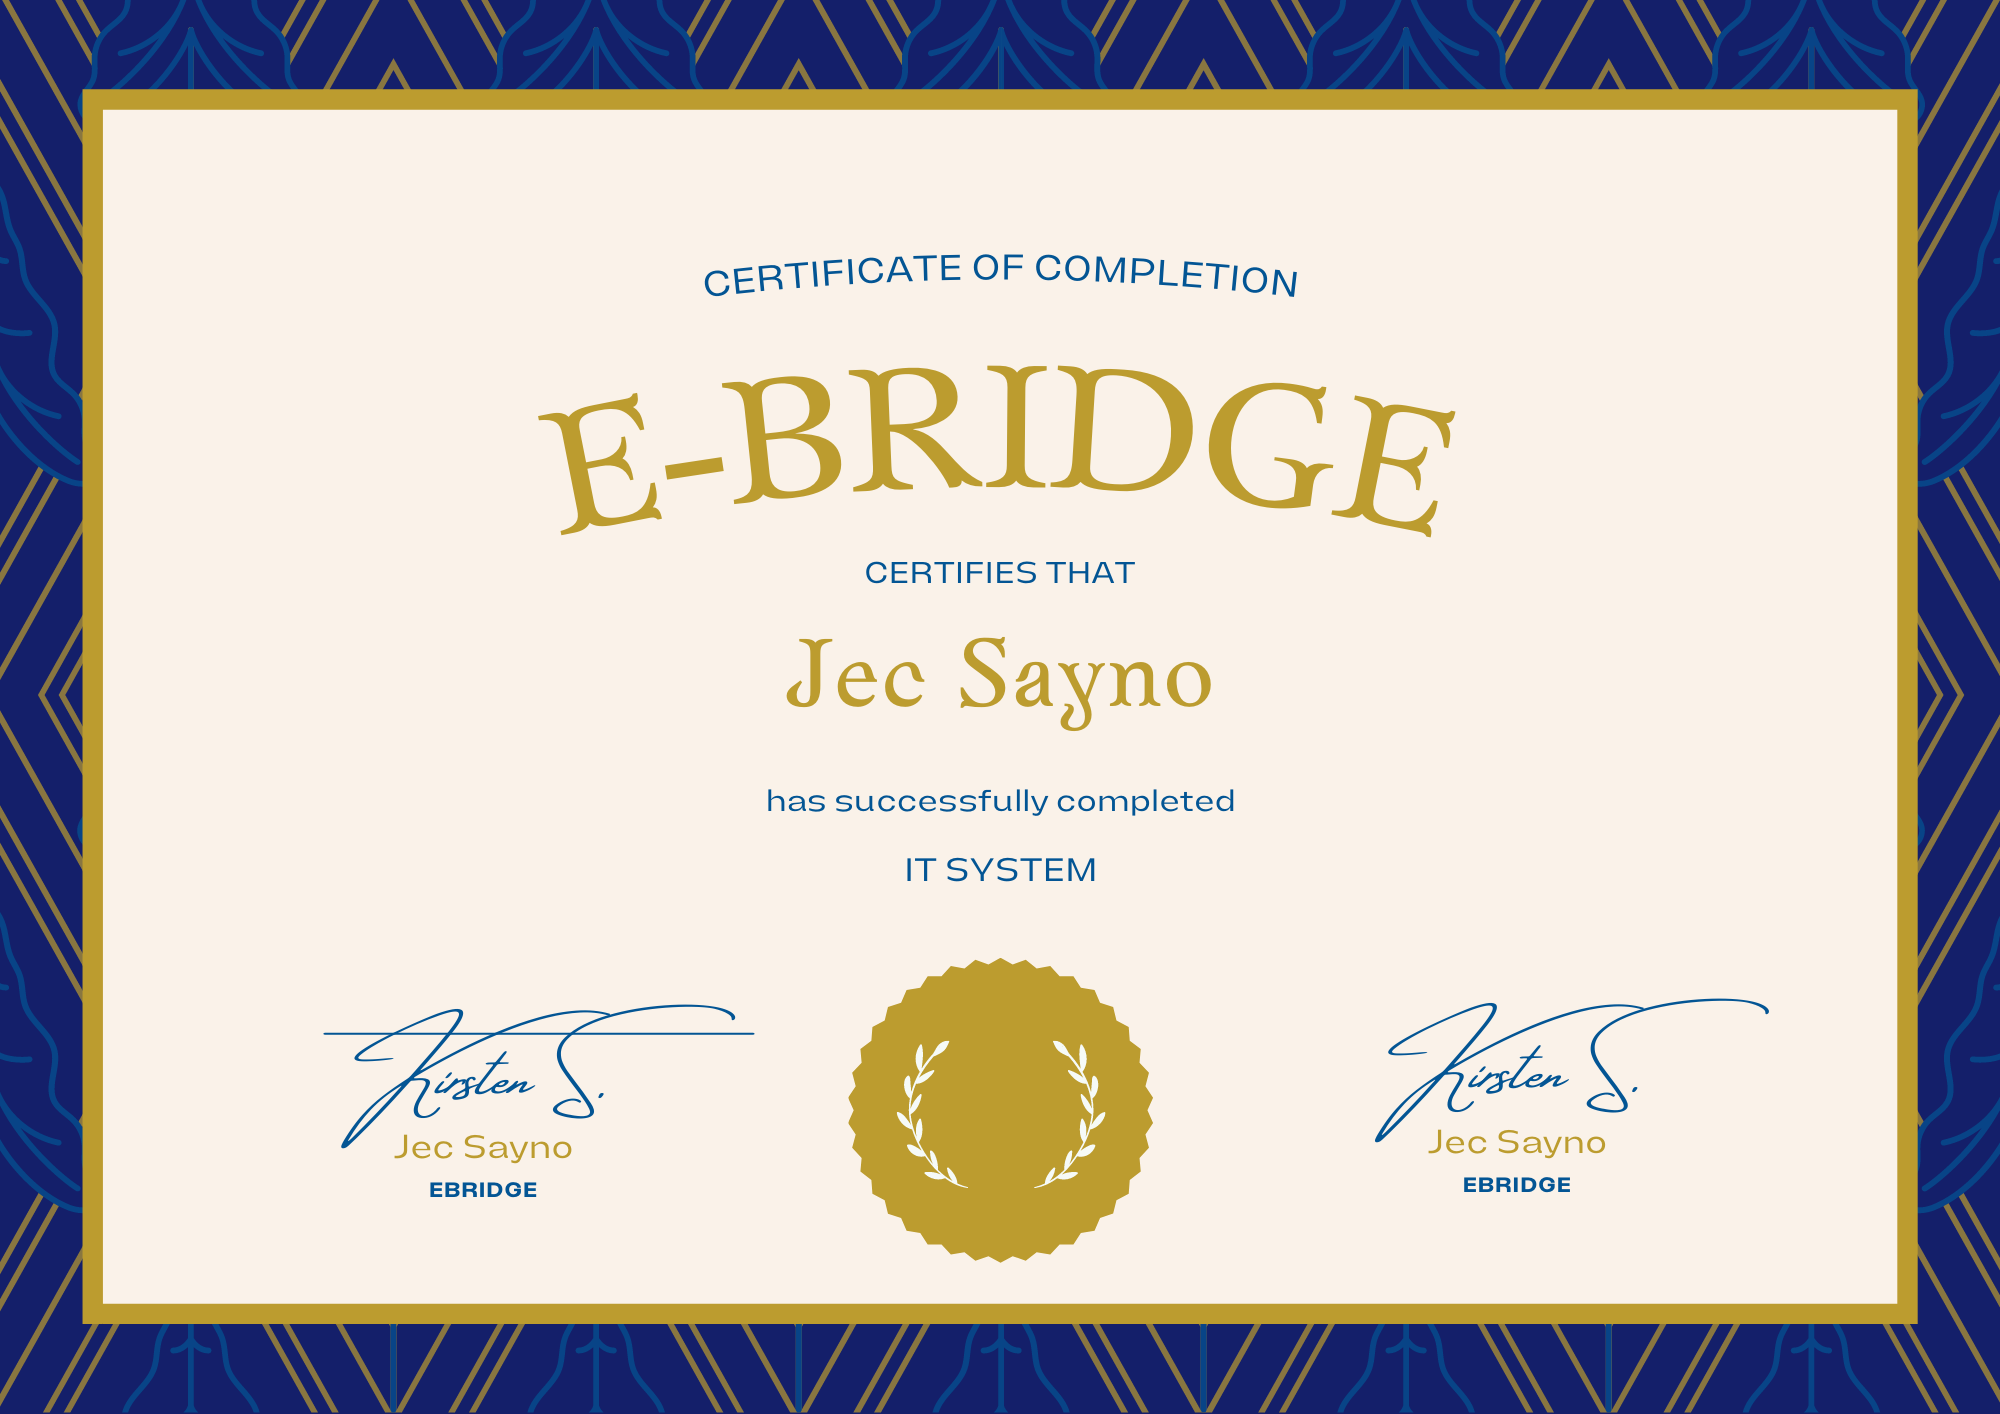 CERTIFICATE OF COMPLETION
E-BRIDGE
CERTIFIES THAT
Jec Sayno
has successfully completed
IT SYSTEM
Kirsten S.
Jec Sayno
EBRIDGE
Kirsten S.
Jec Sayno
EBRIDGE